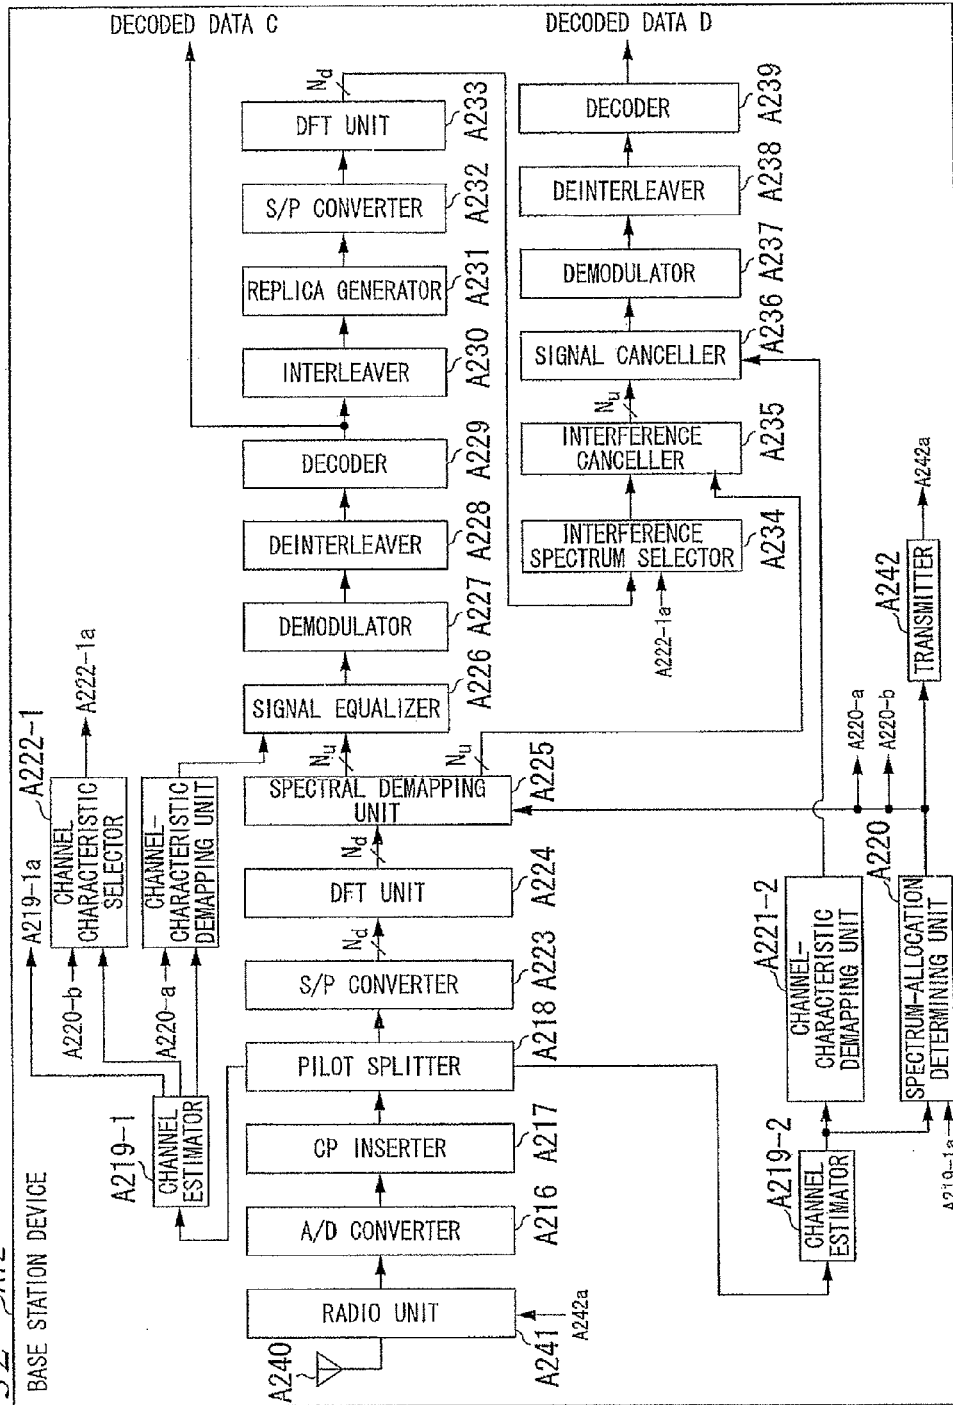 BASE STATION DEVICE
DECODED DATA C
DECODED DATA D
Nd
DFT UNIT
A233
S/P CONVERTER
A232
REPLICA GENERATOR
A231
INTERLEAVER
A230
DECODER
A229
DEINTERLEAVER
A228
DEMODULATOR
A227
SIGNAL EQUALIZER
A226
Nu
Nu
SPECTRAL DEMAPPING
UNIT
A225
Nd
DFT UNIT
A224
Nd
S/P CONVERTER
A223
PILOT SPLITTER
A218
CP INSERTER
A217
A/D CONVERTER
A216
RADIO UNIT
A241
A242a
A240
DECODER
A239
DEINTERLEAVER
A238
DEMODULATOR
A237
SIGNAL CANCELLER
A236
Nu
INTERFERENCE
CANCELLER
A235
INTERFERENCE
SPECTRUM SELECTOR
A234
A222-1a
A222-1a
A222-1
CHANNEL
CHARACTERISTIC
SELECTOR
A219-1a
CHANNEL-
CHARACTERISTIC
DEMAPPING UNIT
A220-b
A220-a
A219-1
CHANNEL
ESTIMATOR
A242a
A242
TRANSMITTER
A220-a
A220-b
A220
SPECTRUM-ALLOCATION
DETERMINING UNIT
A221-2
CHANNEL-
CHARACTERISTIC
DEMAPPING UNIT
A219-2
CHANNEL
ESTIMATOR
A219-1a